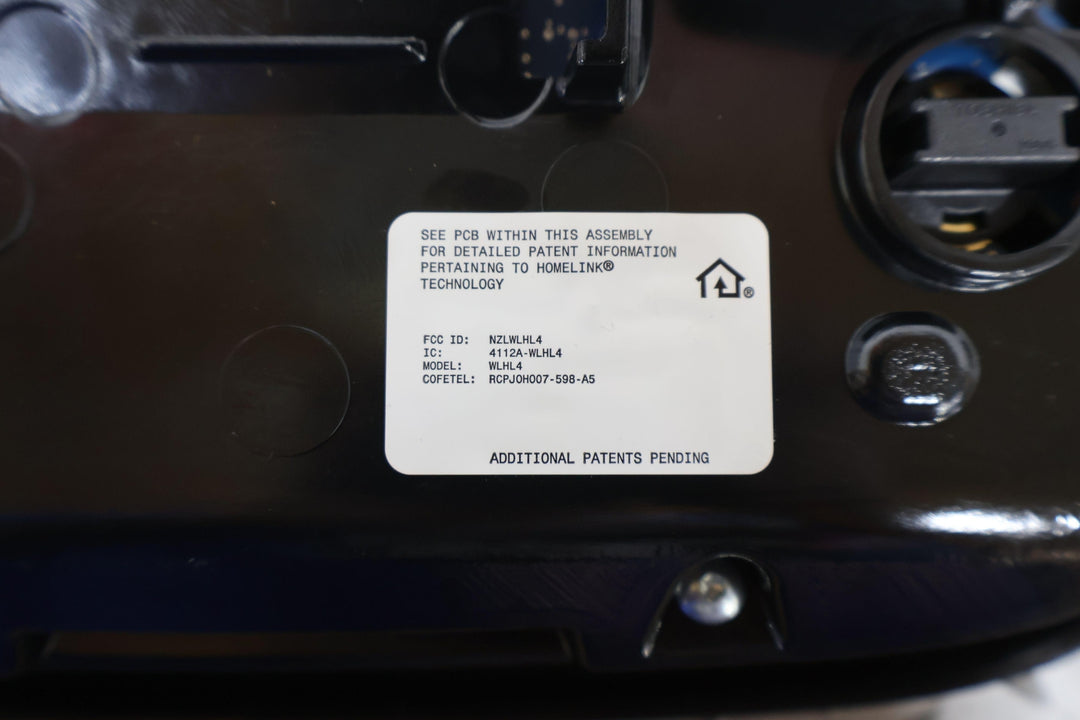 SEE PCB WITHIN THIS ASSEMBLY
FOR DETAILED PATENT INFORMATION
PERTAINING TO HOMELINK®
TECHNOLOGY
®
FCC ID: NZLWLHL4
IC: 4112A-WLHL4
MODEL: WLHL4
COFETEL: RCPJOHO07-598-A5
ADDITIONAL PATENTS PENDING